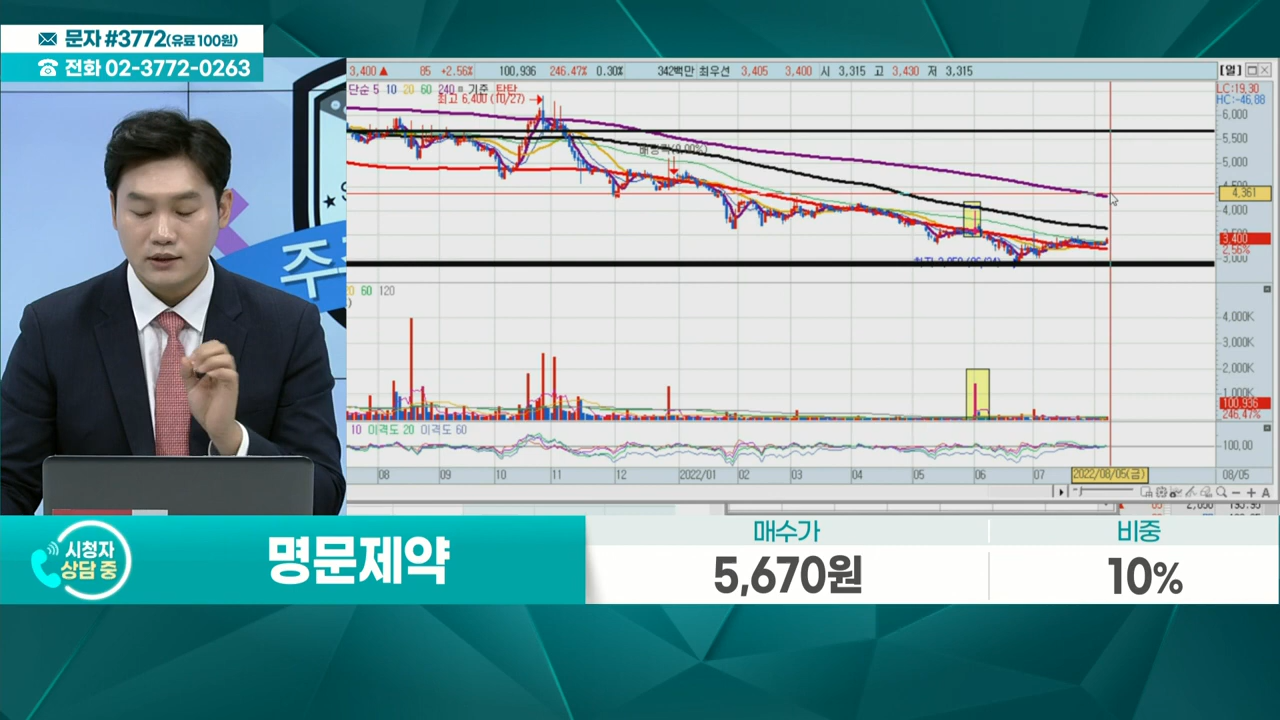 문자 #3772(유료 100원)
전화 02-3772-0263
주
3,400 ▲ 85 +2.56% 100,936 246.47% 0.30% 342백만 최우선 3,405 3,400 시 3,315 고 3,430 저 3,315
[일]
단순 5 10 20 60 240 기준
최고 6,400 (10/27)
LC:19.30
HC:-46.88
6,000
5,500
5,000
4,361
4,000
3,400
2.56%
3,000
20 60 120
4,000K
3,000K
2,000K
1,000K
100,936
246.47%
10 이격도 20 이격도 60
100.00
08 09 10 11 12 2022/01 02 03 04 05 06 07 2022/08/05(금) 08/05
시청자
상담 중
명문제약
매수가 비중
5,670원 10%